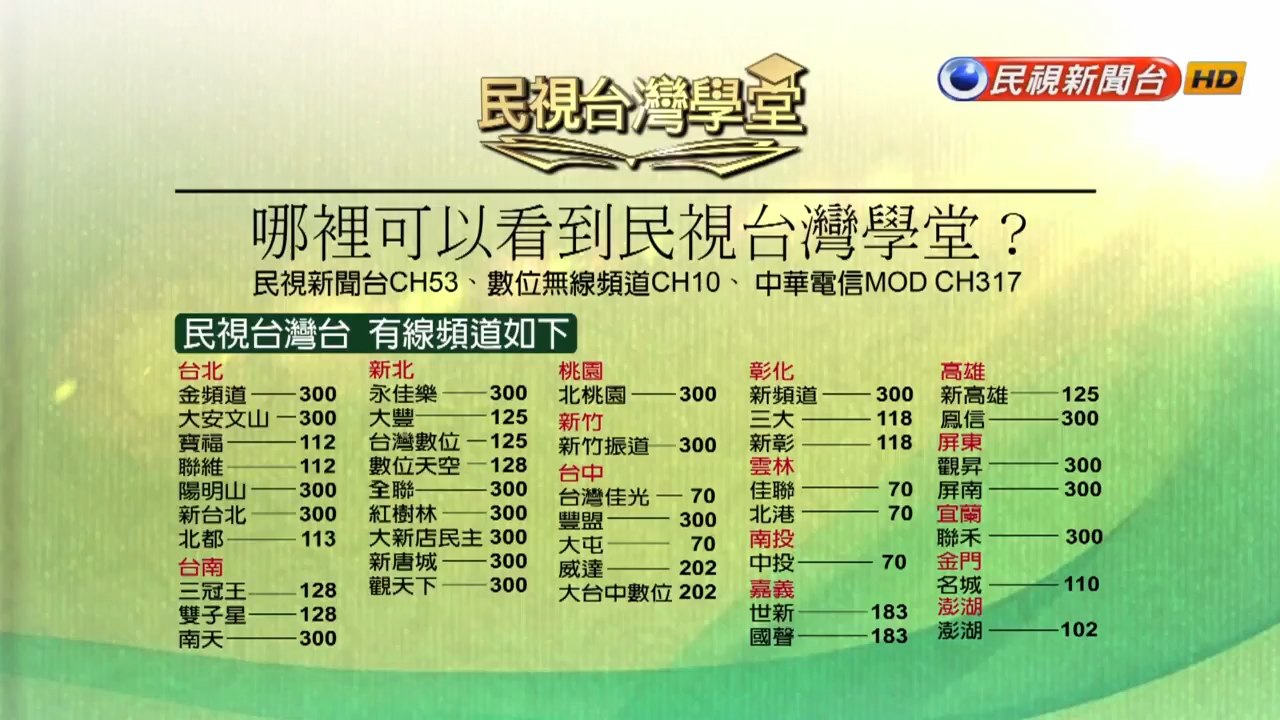 民視台灣學堂
民視新聞台 HD
哪裡可以看到民視台灣學堂？
民視新聞台CH53、數位無線頻道CH10、 中華電信MOD CH317
民視台灣台 有線頻道如下
台北
金頻道 300
大安文山 300
寶福 112
聯維 112
陽明山 300
新台北 300
北都 113
台南
三冠王 128
雙子星 128
南天 300
新北
永佳樂 300
大豐 125
台灣數位 125
數位天空 128
全聯 300
紅樹林 300
大新店民主 300
新唐城 300
觀天下 300
桃園
北桃園 300
新竹
新竹振道 300
台中
台灣佳光 70
豐盟 300
大屯 70
威達 202
大台中數位 202
彰化
新頻道 300
三大 118
新彰 118
雲林
佳聯 70
北港 70
南投
中投 70
嘉義
世新 183
國聲 183
高雄
新高雄 125
鳳信 300
屏東
觀昇 300
屏南 300
宜蘭
聯禾 300
金門
名城 110
澎湖
澎湖 102